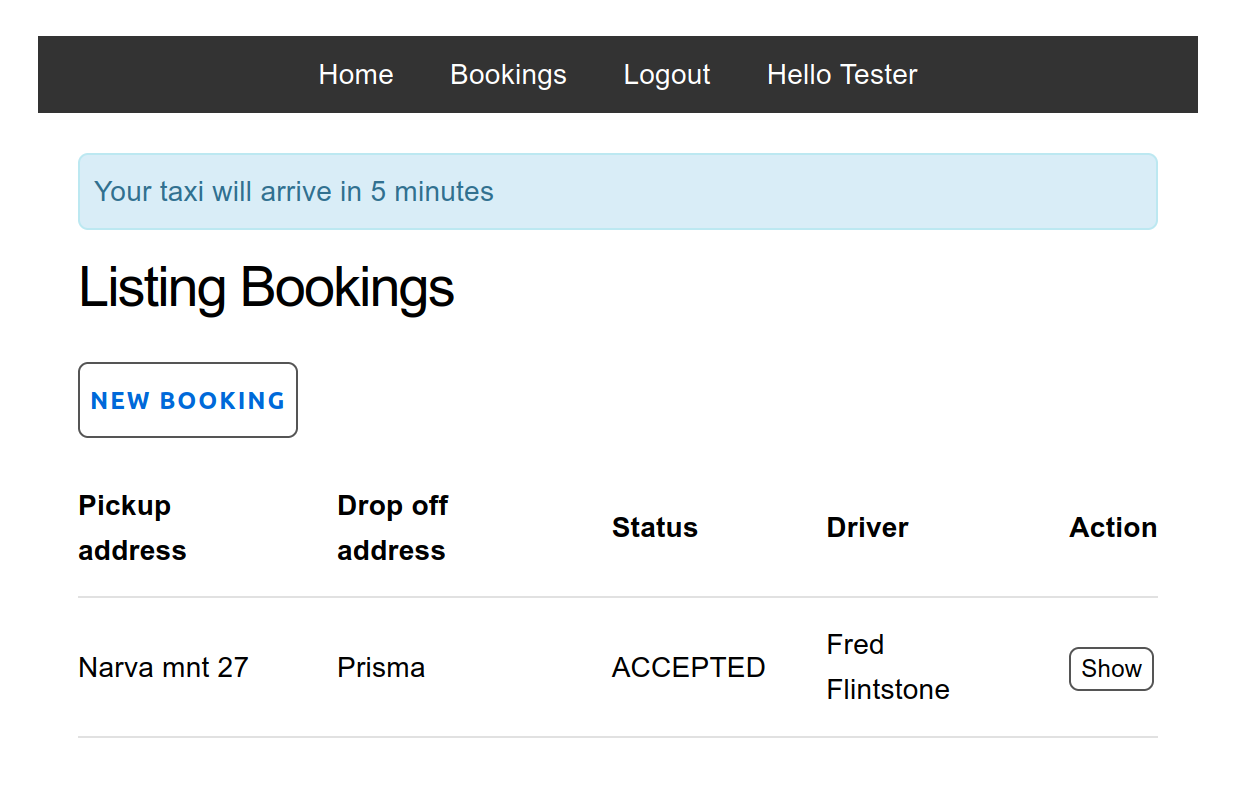 Home Bookings Logout Hello Tester
Your taxi will arrive in 5 minutes
Listing Bookings
NEW BOOKING
Pickup address Drop off address Status Driver Action
Narva mnt 27 Prisma ACCEPTED Fred Flintstone Show